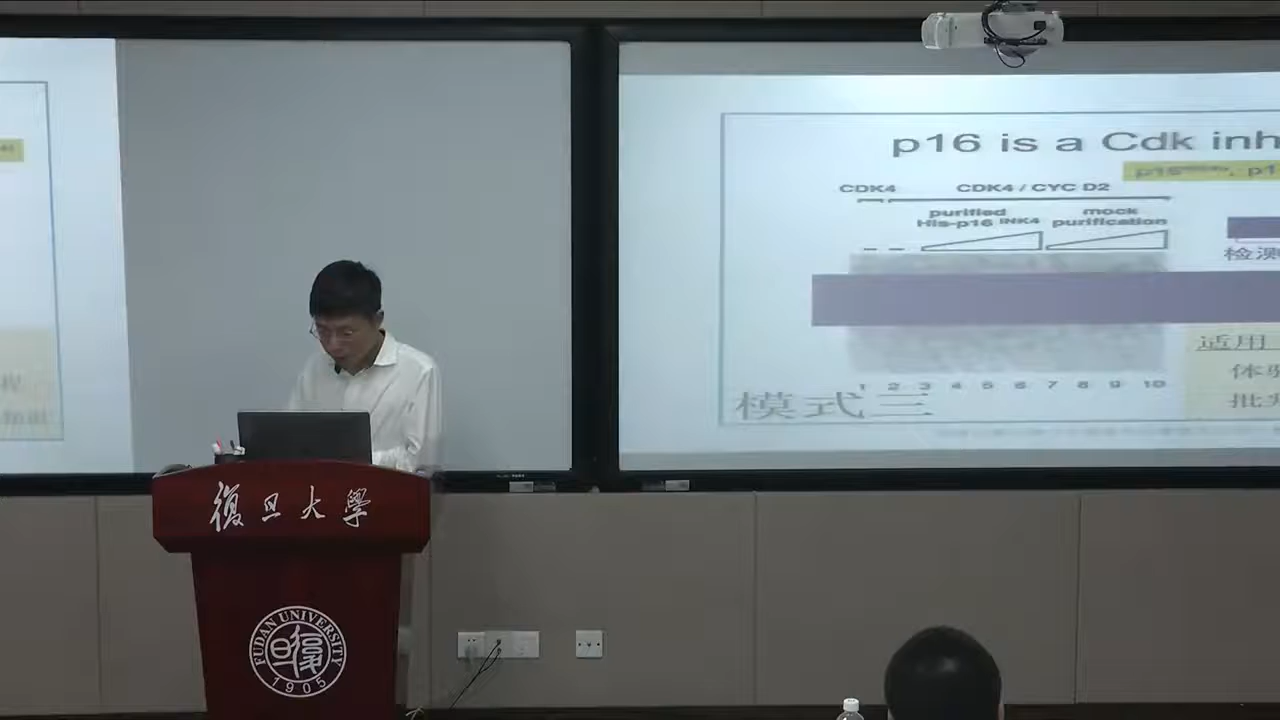 p16 is a Cdk inh
CDK4
CDK4 / CYC D2
purified
His-p16 INK4
mock
purification
检测
适用
体
批
1 2 3 4 5 6 7 8 9 10
模式三
復旦大學
FUDAN UNIVERSITY
1905